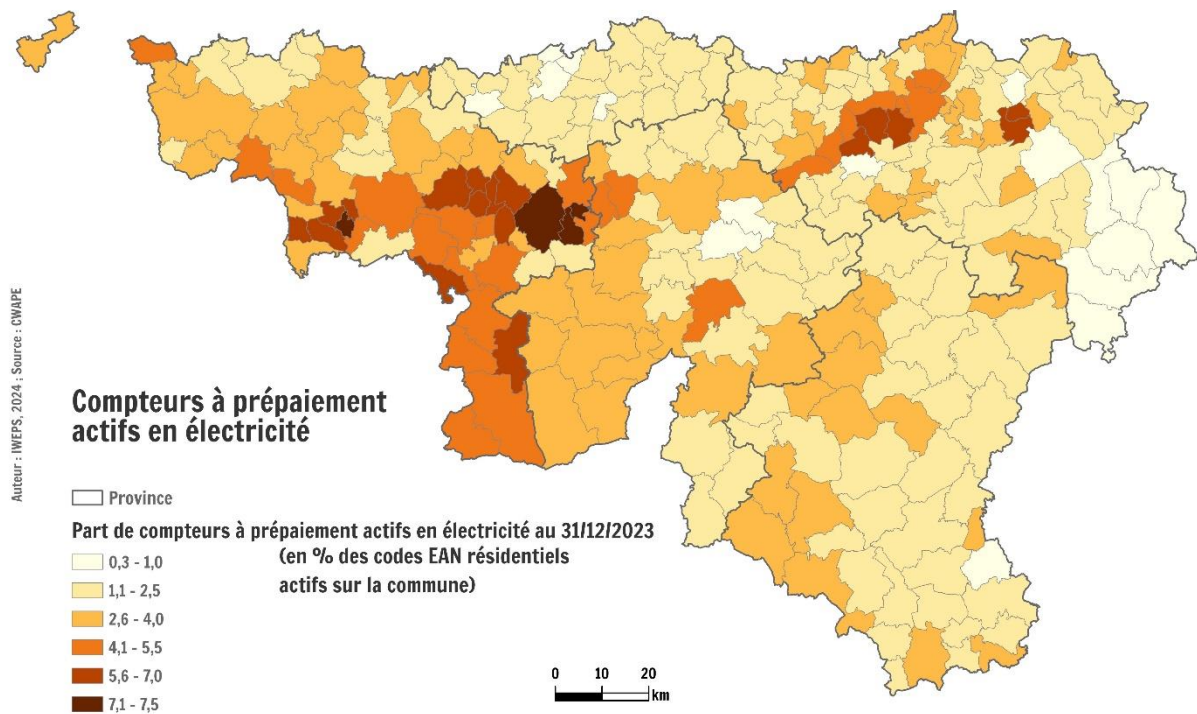 Auteur : IWEPS, 2024 ; Source : CWAPE
Compteurs à prépaiement
actifs en électricité
Province
Part de compteurs à prépaiement actifs en électricité au 31/12/2023
(en % des codes EAN résidentiels
actifs sur la commune)
0,3 - 1,0
1,1 - 2,5
2,6 - 4,0
4,1 - 5,5
5,6 - 7,0
7,1 - 7,5
0 10 20
km